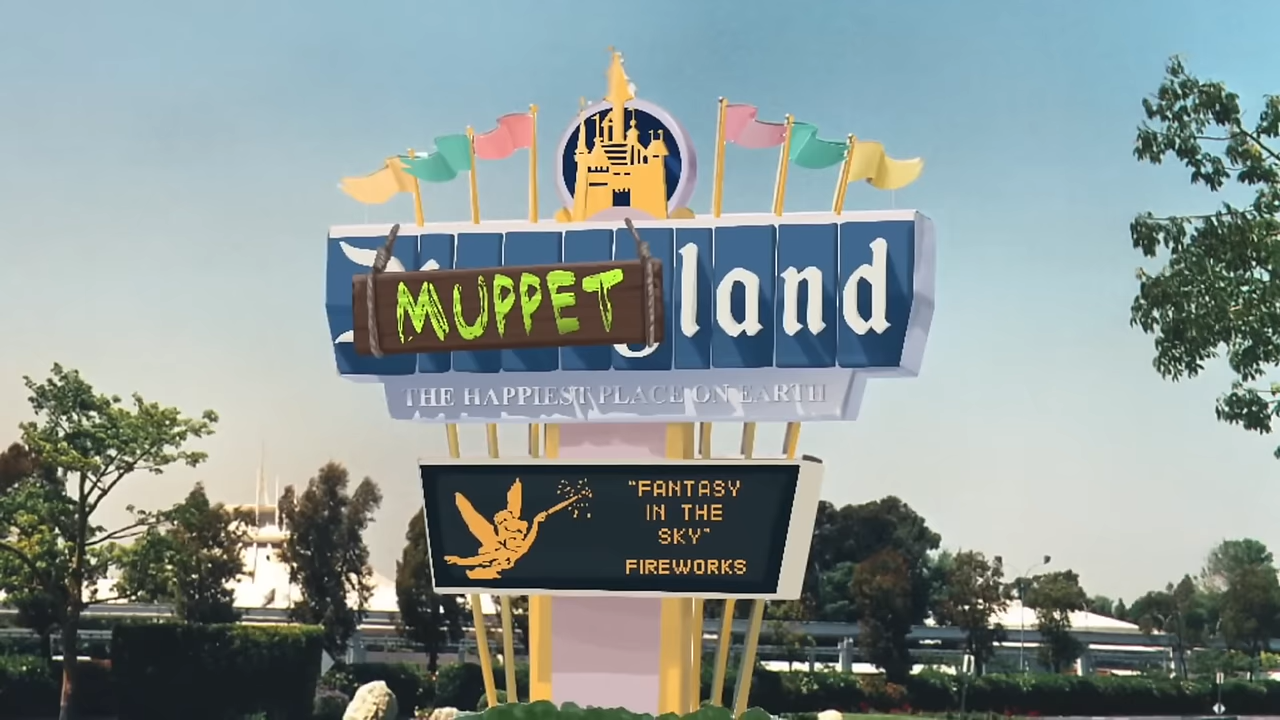 MUPPET land
THE HAPPIEST PLACE ON EARTH
"FANTASY
IN THE
SKY"
FIREWORKS